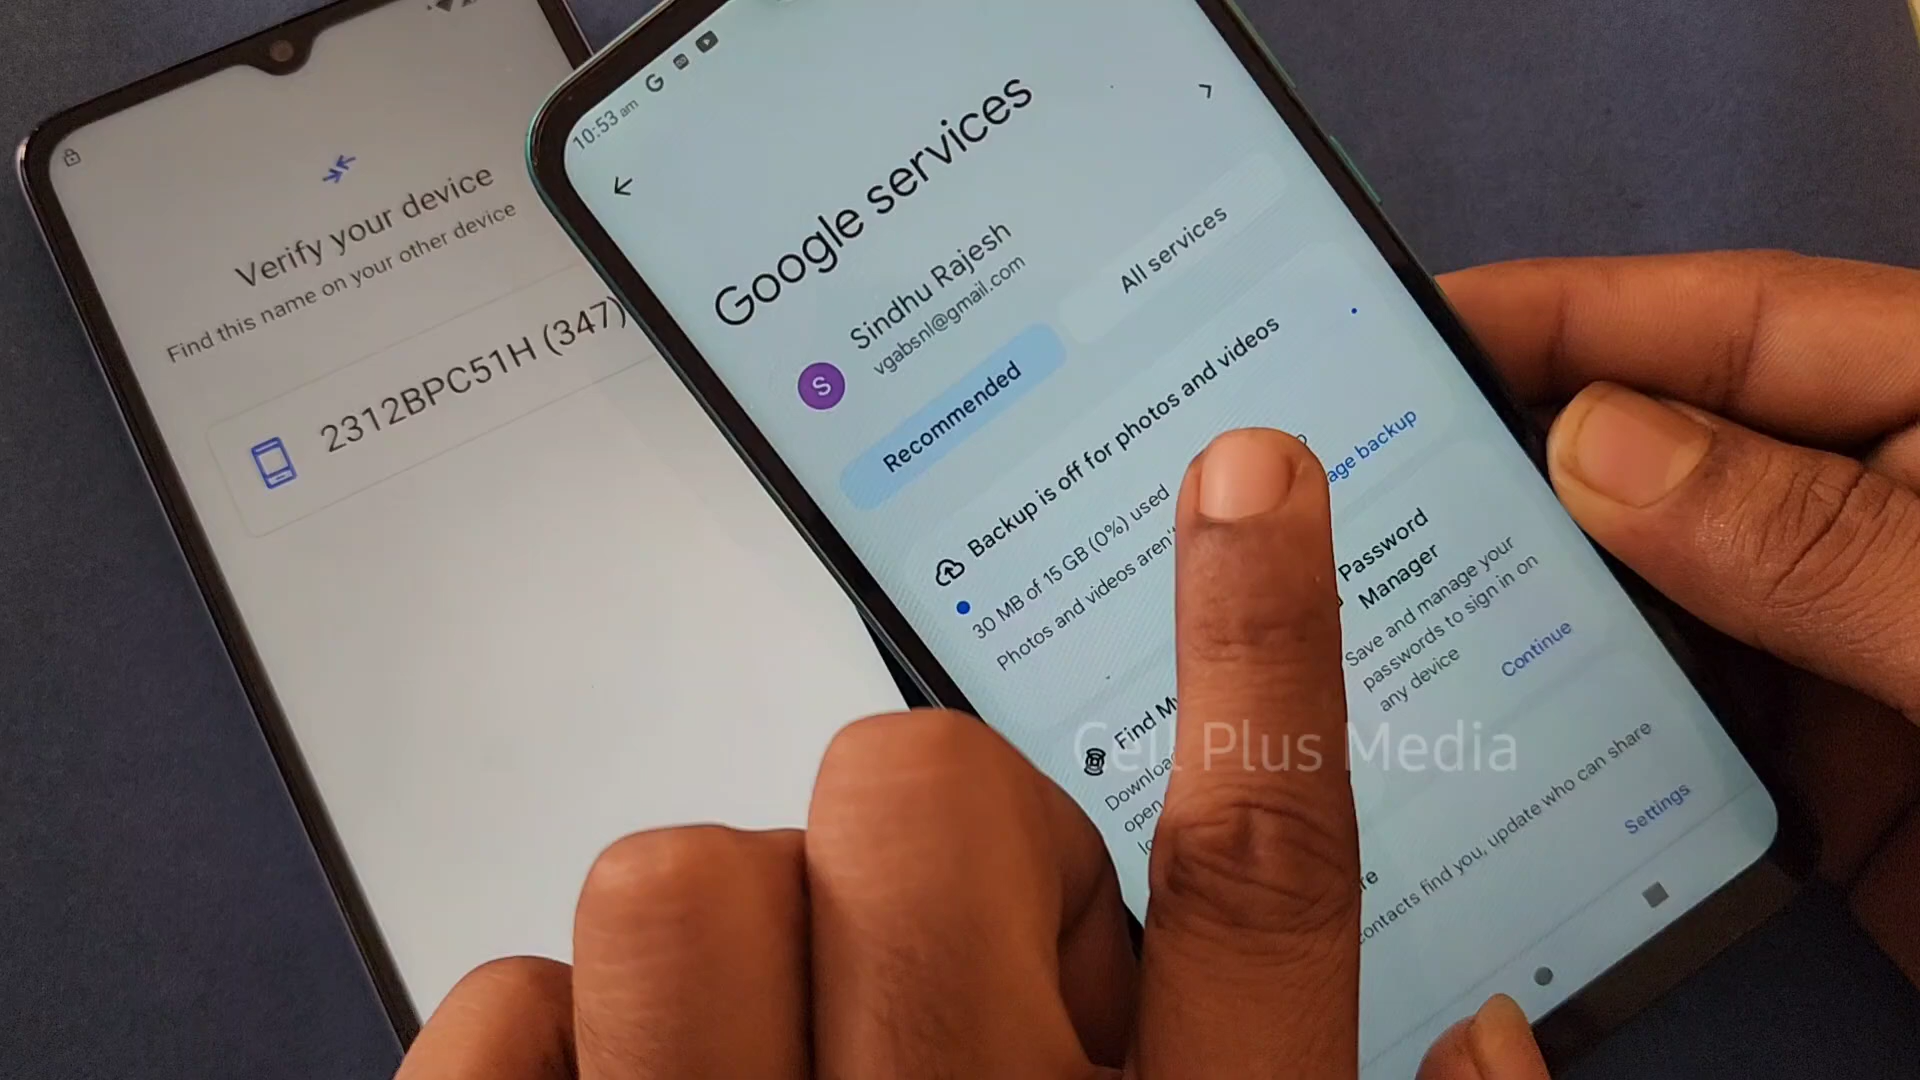 Verify your device
Find this name on your other device
2312BPC51H (347)
10:53 am
Google services
Sindhu Rajesh
vgabsnl@gmail.com
S
Recommended
All services
Backup is off for photos and videos
30 MB of 15 GB (0%) used
Photos and videos aren't
age backup
Find My
Download
open
Password
Manager
Save and manage your
passwords to sign in on
any device
Continue
contacts find you, update who can share
Settings
Cell Plus Media